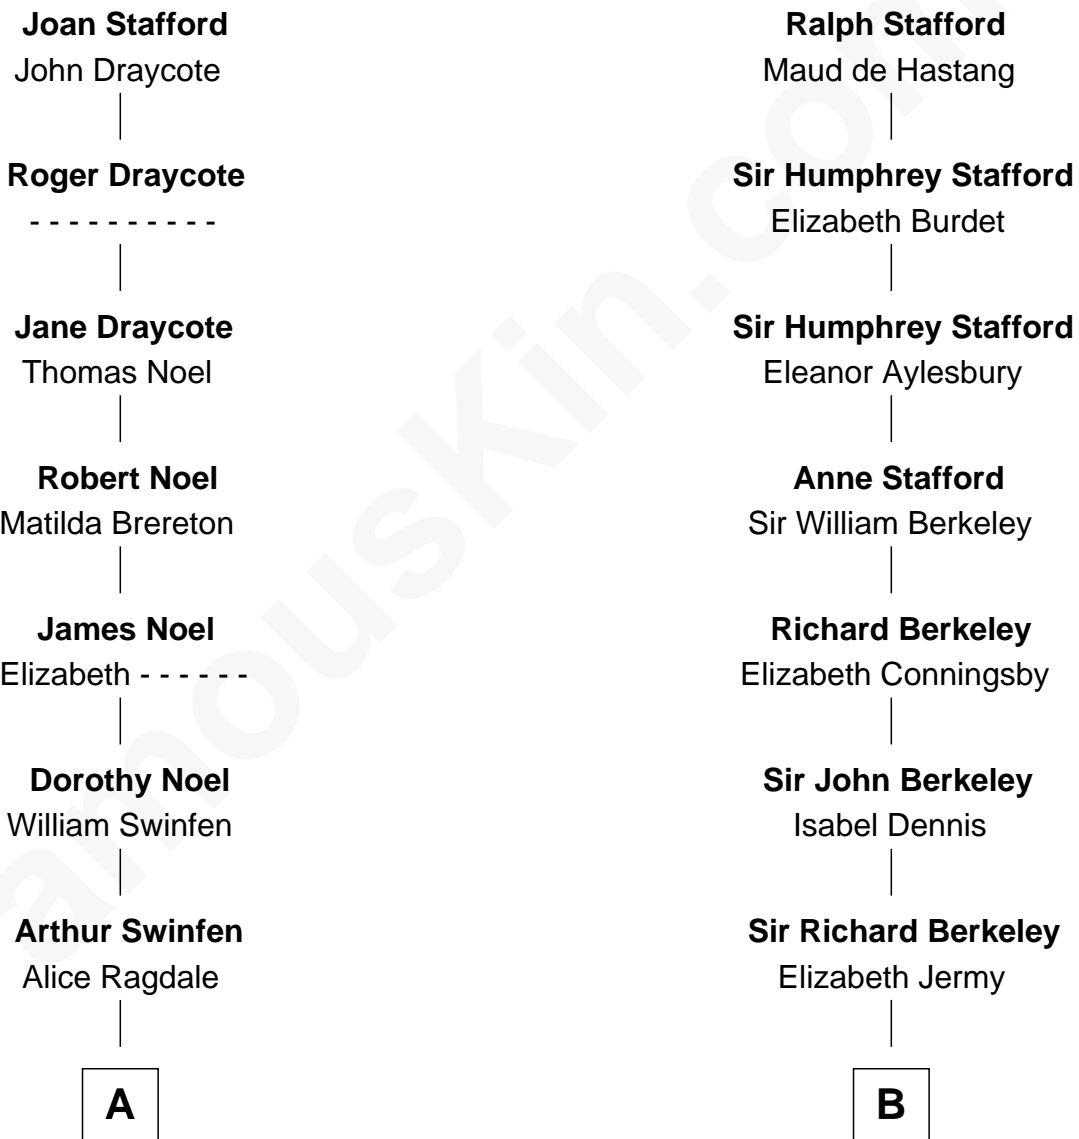 Joan Stafford
John Draycote
Roger Draycote
- - - - - - - - - -
Jane Draycote
Thomas Noel
Robert Noel
Matilda Brereton
James Noel
Elizabeth - - - - - -
Dorothy Noel
William Swinfen
Arthur Swinfen
Alice Ragdale
A
Ralph Stafford
Maud de Hastang
Sir Humphrey Stafford
Elizabeth Burdet
Sir Humphrey Stafford
Eleanor Aylesbury
Anne Stafford
Sir William Berkeley
Richard Berkeley
Elizabeth Conningsby
Sir John Berkeley
Isabel Dennis
Sir Richard Berkeley
Elizabeth Jermy
B
amouskin.com